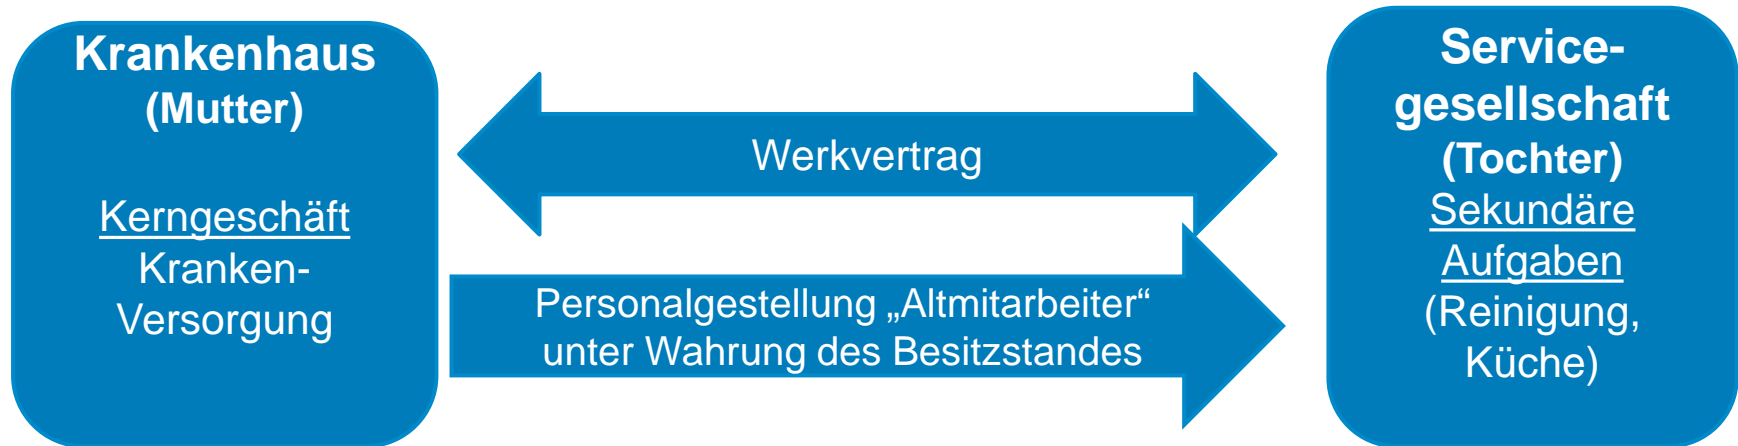 Krankenhaus
(Mutter)
Kerngeschäft
Kranken-
Versorgung
Werkvertrag
Personalgestellung „Altmitarbeiter“
unter Wahrung des Besitzstandes
Service-
gesellschaft
(Tochter)
Sekundäre
Aufgaben
(Reinigung,
Küche)